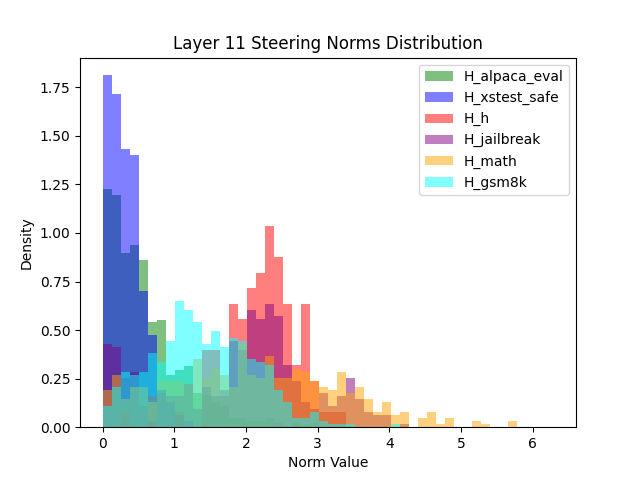 Layer 11 Steering Norms Distribution
H_alpaca_eval
H_xstest_safe
H_h
H_jailbreak
H_math
H_gsm8k
Density
1.75
1.50
1.25
1.00
0.75
0.50
0.25
0.00
0 1 2 3 4 5 6
Norm Value